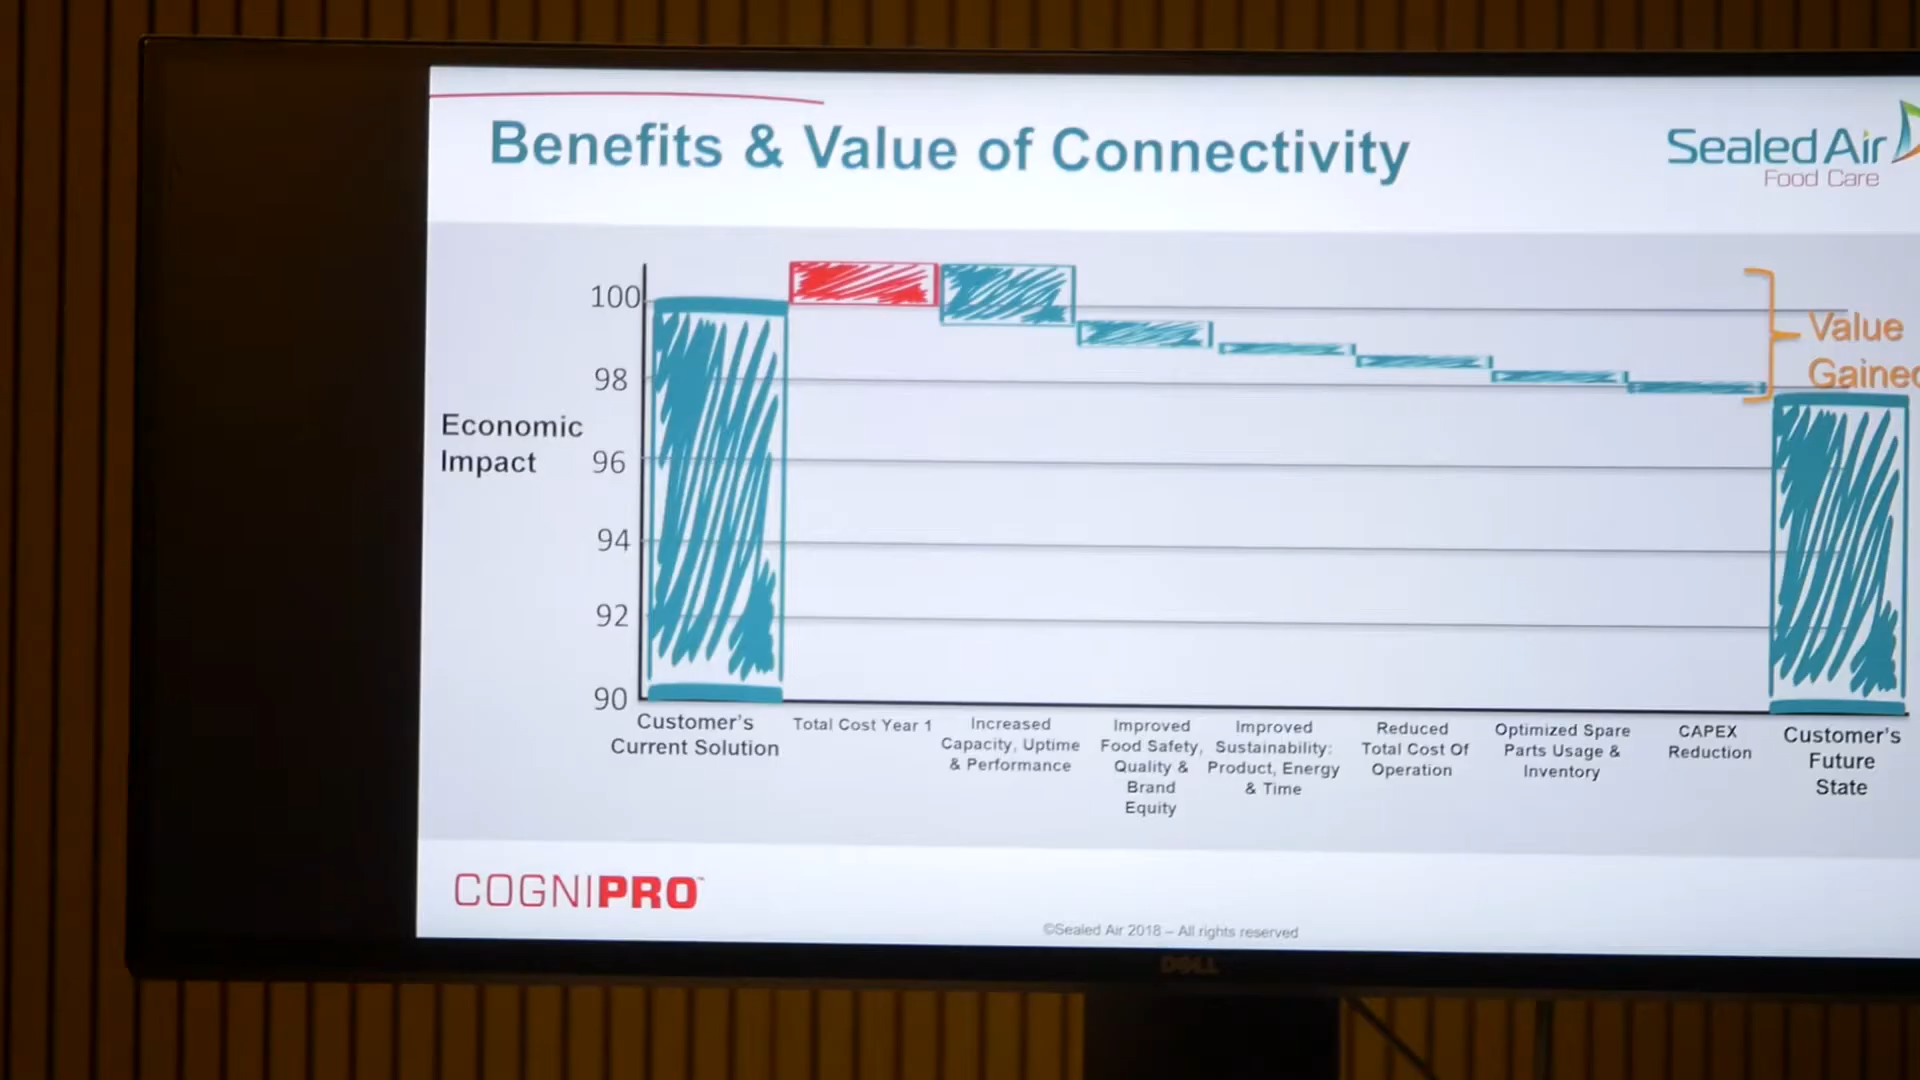 Benefits & Value of Connectivity
Sealed Air
Food Care
100
98
96
94
92
90
Economic
Impact
Value
Gained
Customer's
Current Solution
Total Cost Year 1
Increased
Capacity, Uptime
& Performance
Improved
Food Safety,
Quality &
Brand
Equity
Improved
Sustainability:
Product, Energy
& Time
Reduced
Total Cost Of
Operation
Optimized Spare
Parts Usage &
Inventory
CAPEX
Reduction
Customer's
Future
State
COGNIPRO™
©Sealed Air 2018 – All rights reserved
DELL